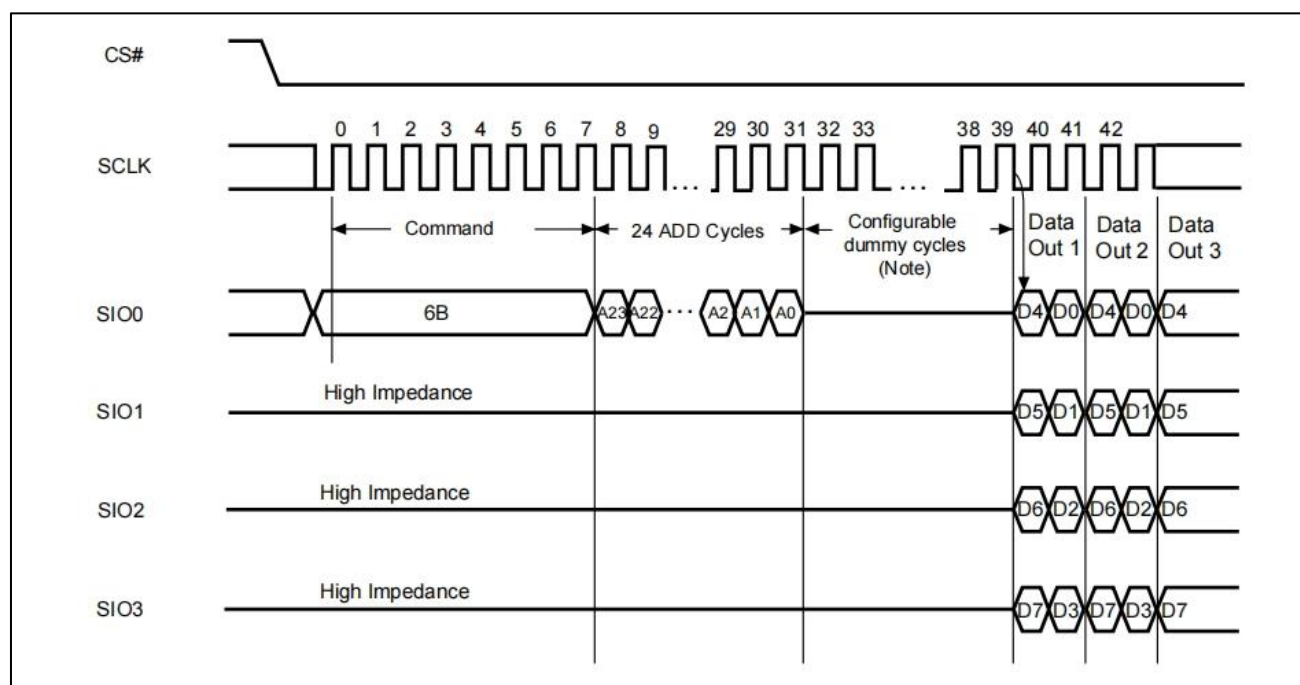 CS#
0 1 2 3 4 5 6 7 8 9 29 30 31 32 33 38 39 40 41 42
SCLK
... ...
Command 24 ADD Cycles Configurable dummy cycles (Note) Data Out 1 Data Out 2 Data Out 3
SIO0 6B A23 A22 ... A2 A1 A0 D4 D0 D4 D0 D4
High Impedance
SIO1 D5 D1 D5 D1 D5
High Impedance
SIO2 D6 D2 D6 D2 D6
High Impedance
SIO3 D7 D3 D7 D3 D7